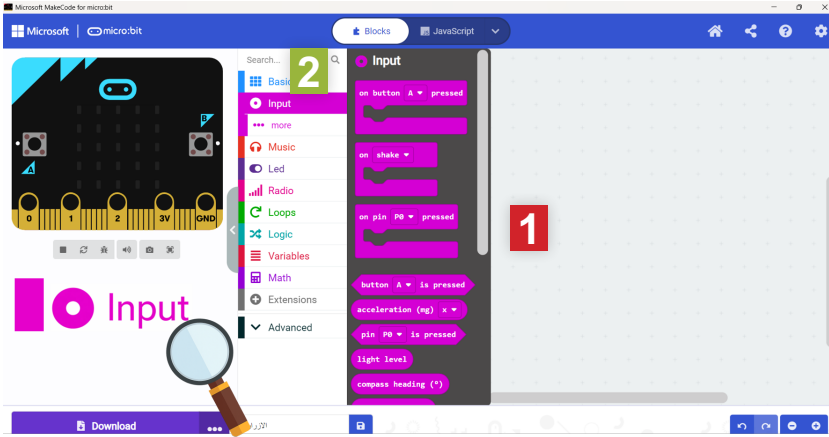 Microsoft MakeCode for micro:bit
Microsoft
micro:bit
Blocks
JavaScript
Search...
2
Basic
Input
more
Music
Led
Radio
Loops
Logic
Variables
Math
Extensions
Advanced
Input
on button A pressed
on shake
on pin P0 pressed
button A is pressed
acceleration (mg) x
pin P0 is pressed
light level
compass heading (°)
1
B
A
0 1 2 3V GND
Input
Download
الازرار